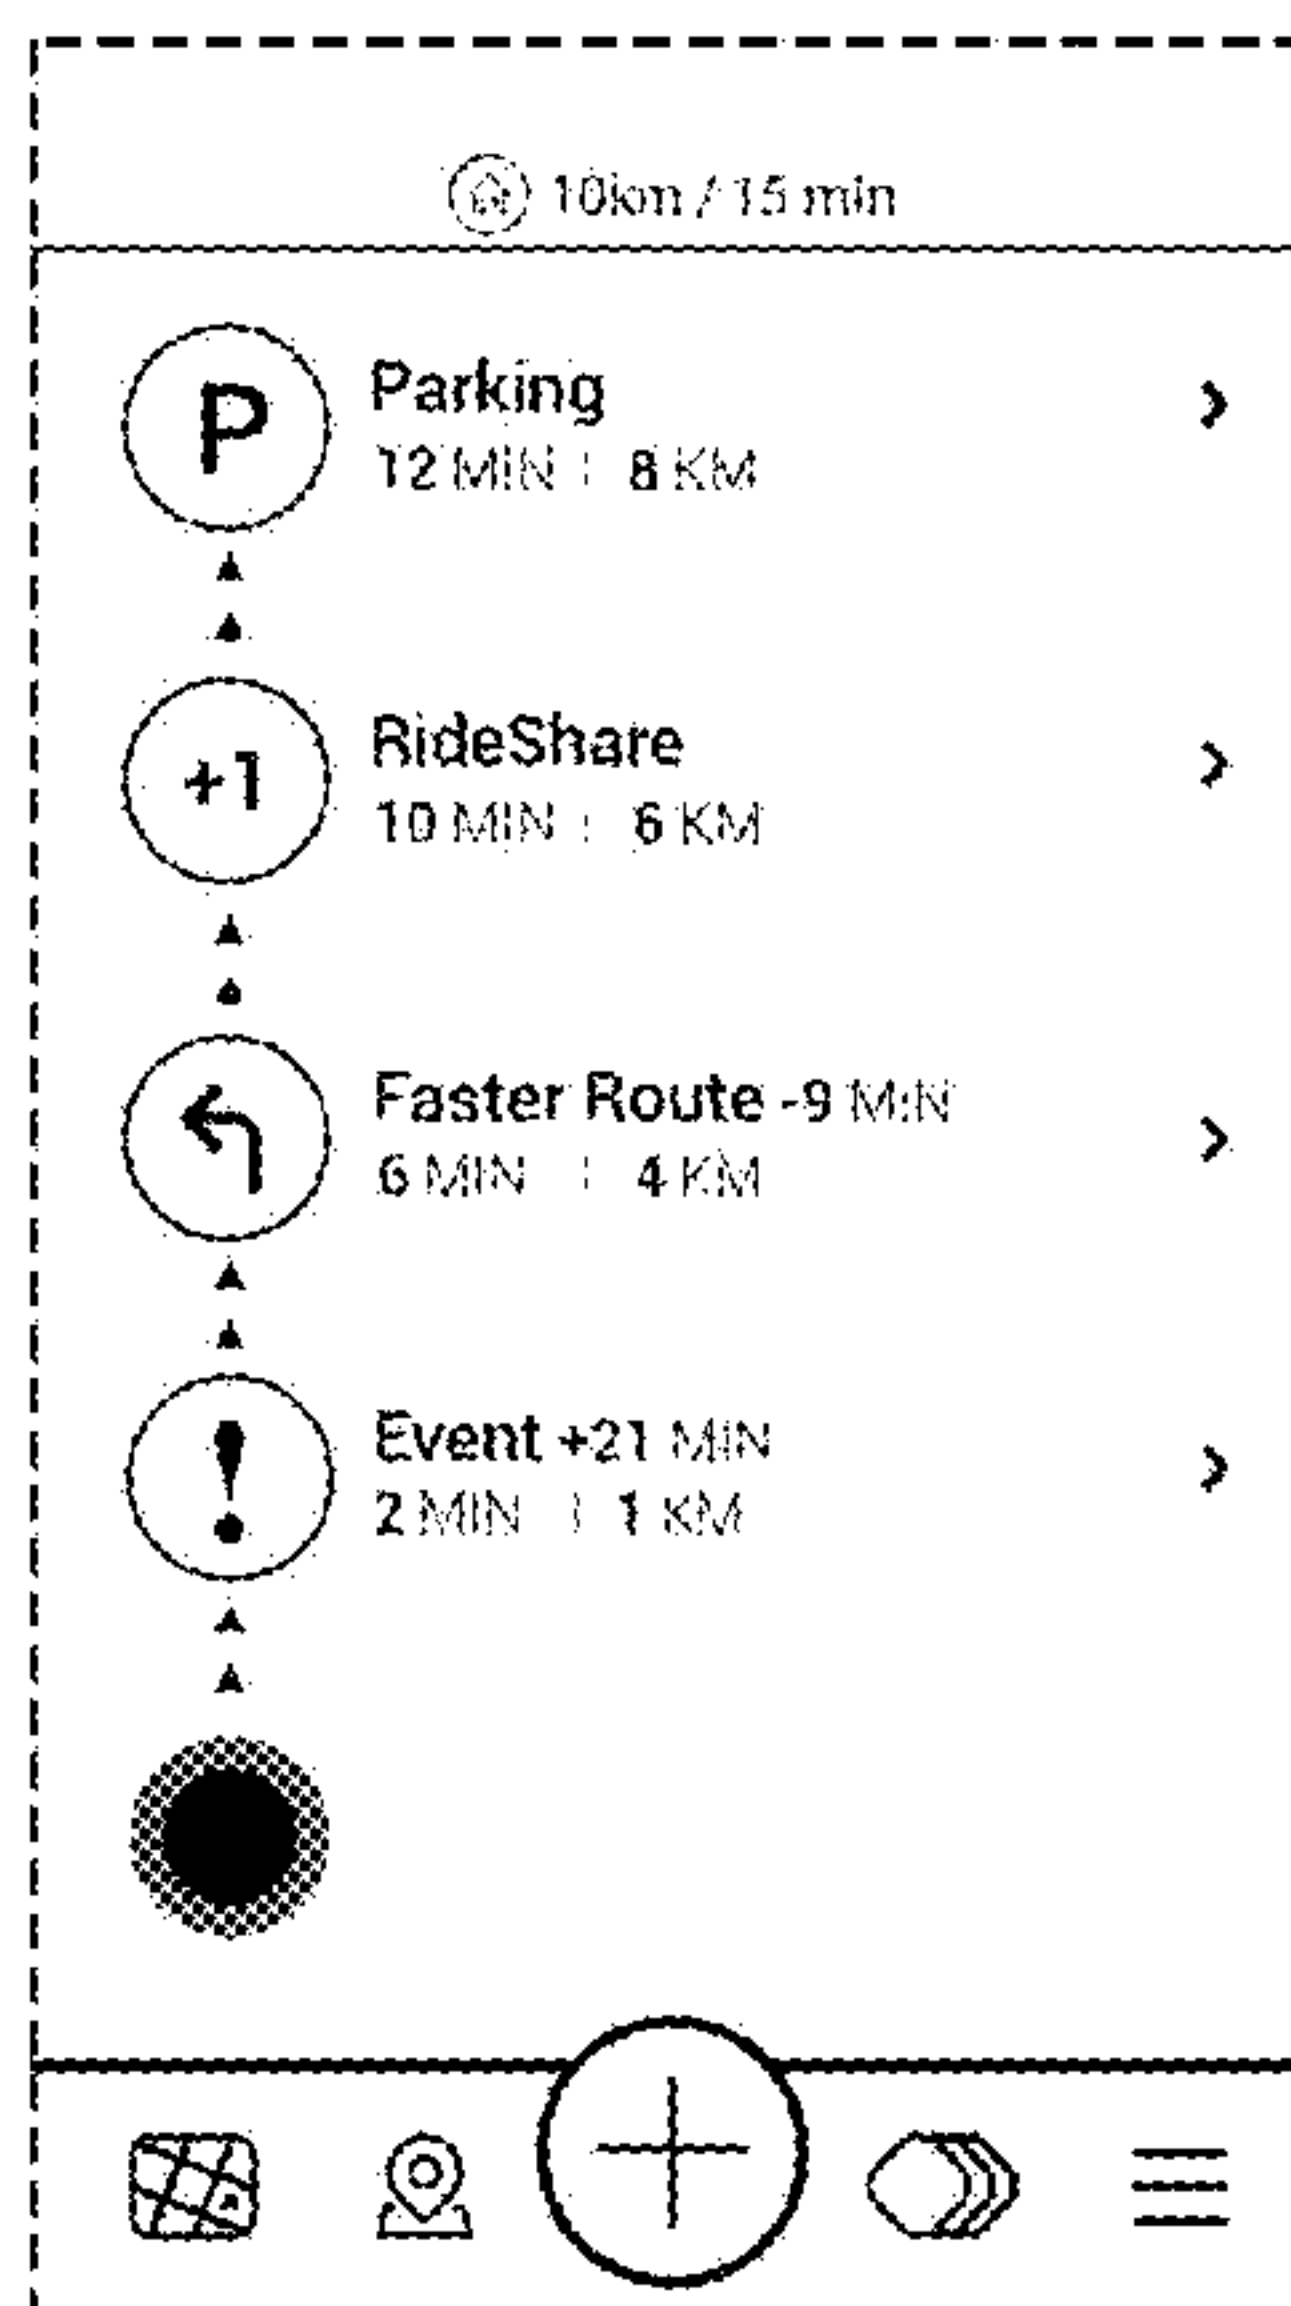 10km / 15 min
P
Parking
12 MIN | 8 KM
+1
RideShare
10 MIN | 6 KM
Faster Route -9 MIN
6 MIN | 4 KM
!
Event +21 MIN
2 MIN | 1 KM